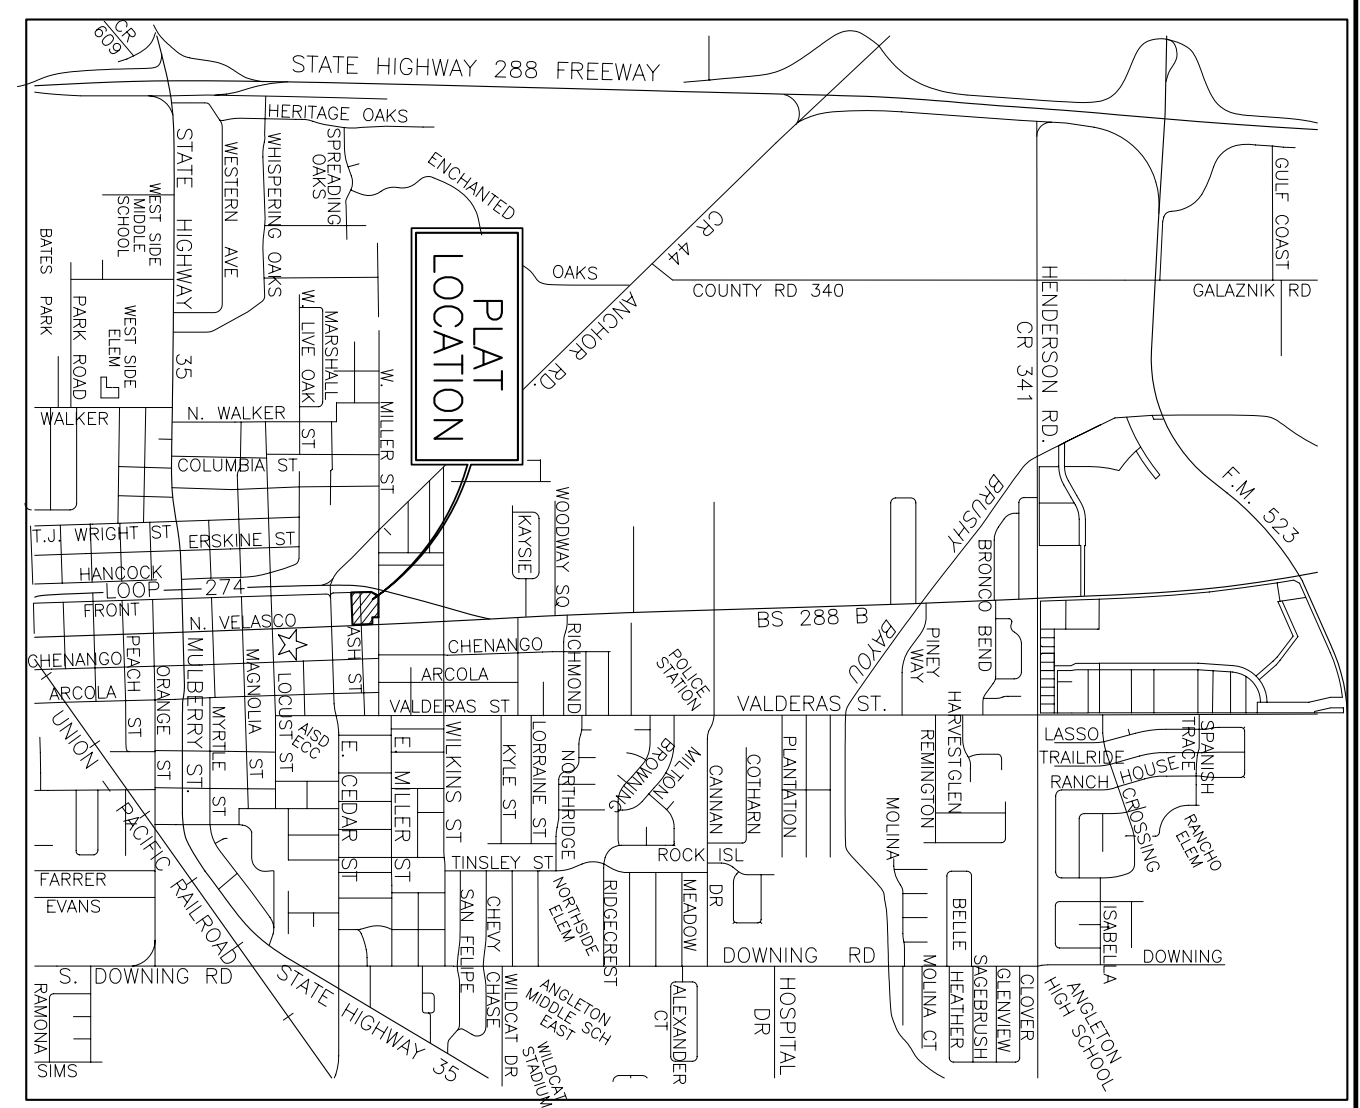 CR
609
STATE HIGHWAY 288 FREEWAY
HERITAGE OAKS
STATE HIGHWAY 35
WESTERN AVE
WHISPERING OAKS
SPREADING
OAKS
ENCHANTED
OAKS
WEST SIDE
MIDDLE
SCHOOL
BATES PARK
PARK ROAD
WEST SIDE
ELEM
W. LIVE OAK ST
MARSHALL
W. MILLER ST
PLAT
LOCATION
CR 44
ANCHOR RD.
COUNTY RD 340
HENDERSON RD.
CR 341
GULF COAST
GALAZNIK RD
WALKER
N. WALKER
COLUMBIA ST
T.J. WRIGHT ST
ERSKINE ST
HANCOCK
LOOP 274
FRONT
N. VELASCO
KAYSIE
WOODWAY SQ
BRUSHY
BAYOU
BRONCO BEND
F.M. 523
BS 288 B
PINEY
WAY
CHENANGO
CHENANGO
ARCOLA
ARCOLA
VALDERAS ST
VALDERAS ST.
PEACH ST
ORANGE ST
MULBERRY ST.
MYRTLE ST
MAGNOLIA ST
LOCUST ST
ASH ST
AISD
ECC
RICHMOND
POLICE
STATION
UNION PACIFIC RAILROAD
E. CEDAR ST
E. MILLER ST
WILKINS ST
KYLE ST
LORRAINE ST
NORTHRIDGE
BROWNING
MILTON
CANNAN DR
COTHARN
PLANTATION
HARVESTGLEN
REMINGTON
MOLINA
LASSO
TRAILRIDE
RANCH HOUSE
SPANISH
TRACE
CROSSING
RANCHO
ELEM
TINSLEY ST
ROCK ISL
FARRER
EVANS
SAN FELIPE
CHEVY CHASE
NORTHSIDE
ELEM
RIDGECREST
MEADOW
BELLE
ISABELLA
S. DOWNING RD
DOWNING RD
DOWNING
STATE HIGHWAY 35
RAMONA
SIMS
WILDCAT DR
ANGLETON
MIDDLE SCH
EAST
WILDCAT
STADIUM
ALEXANDER
CT
HOSPITAL
DR
MOLINA CT
HEATHER
SAGEBRUSH
GLENVIEW
CLOVER
ANGLETON
HIGH SCHOOL